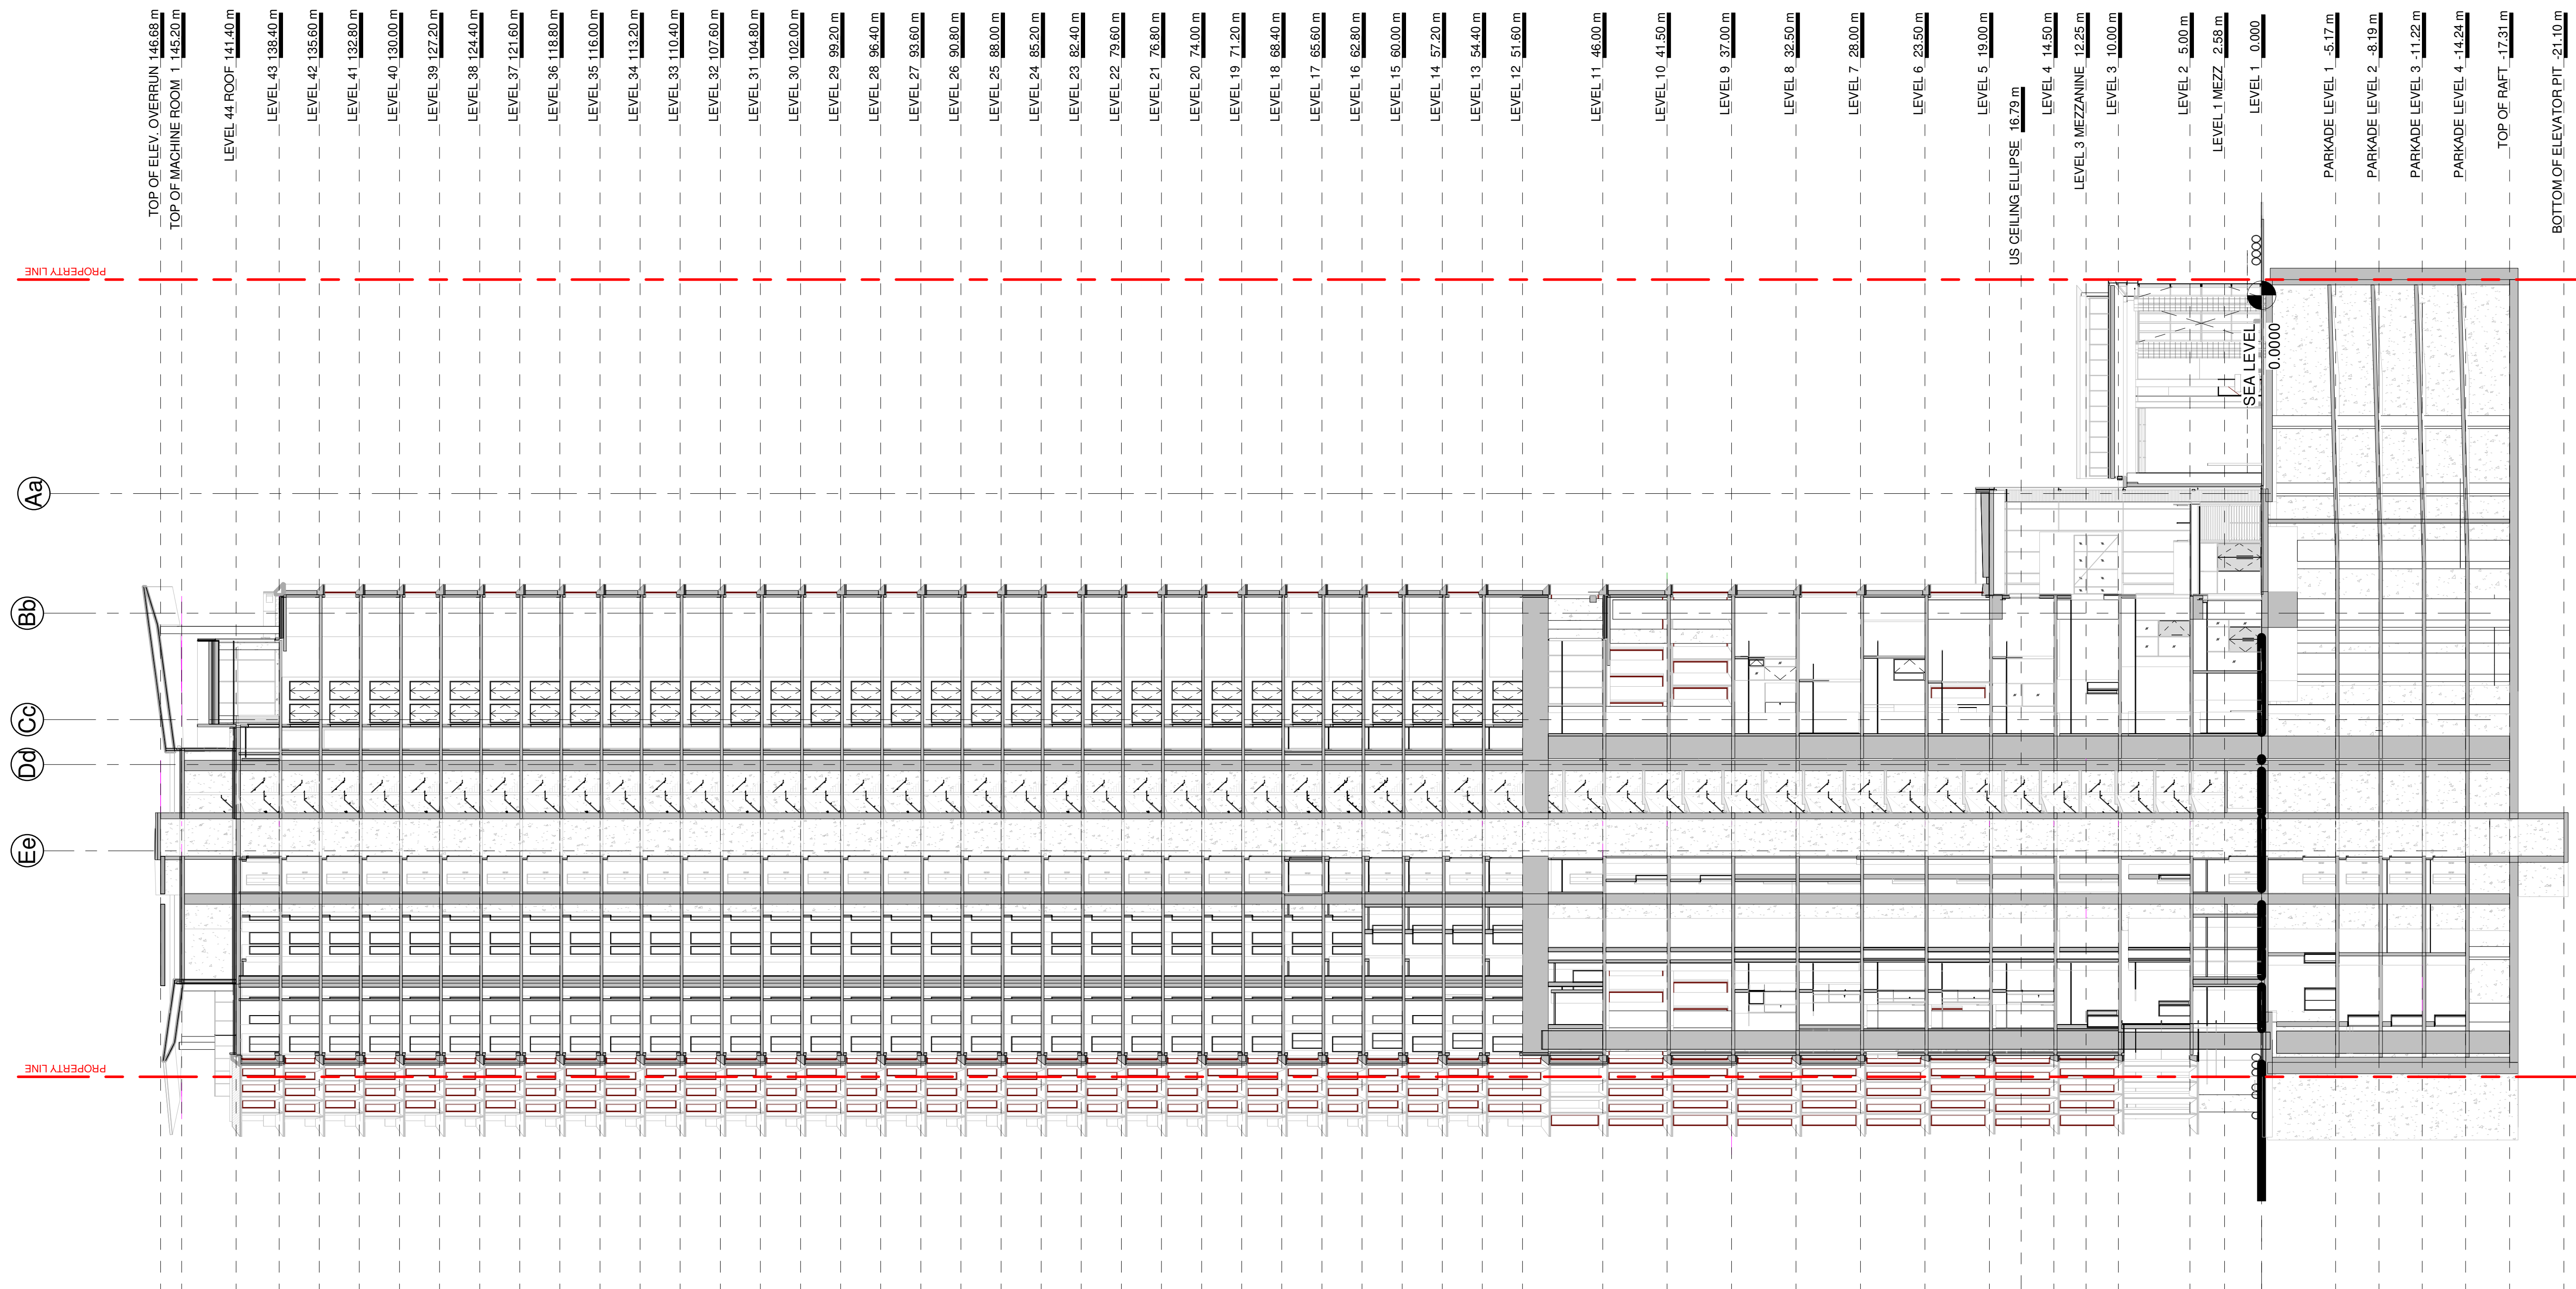 TOP OF ELEV. OVERRUN 146.68 m
TOP OF MACHINE ROOM 1 145.20 m
LEVEL 44 ROOF 141.40 m
LEVEL 43 138.40 m
LEVEL 42 135.60 m
LEVEL 41 132.80 m
LEVEL 40 130.00 m
LEVEL 39 127.20 m
LEVEL 38 124.40 m
LEVEL 37 121.60 m
LEVEL 36 118.80 m
LEVEL 35 116.00 m
LEVEL 34 113.20 m
LEVEL 33 110.40 m
LEVEL 32 107.60 m
LEVEL 31 104.80 m
LEVEL 30 102.00 m
LEVEL 29 99.20 m
LEVEL 28 96.40 m
LEVEL 27 93.60 m
LEVEL 26 90.80 m
LEVEL 25 88.00 m
LEVEL 24 85.20 m
LEVEL 23 82.40 m
LEVEL 22 79.60 m
LEVEL 21 76.80 m
LEVEL 20 74.00 m
LEVEL 19 71.20 m
LEVEL 18 68.40 m
LEVEL 17 65.60 m
LEVEL 16 62.80 m
LEVEL 15 60.00 m
LEVEL 14 57.20 m
LEVEL 13 54.40 m
LEVEL 12 51.60 m
LEVEL 11 46.00 m
LEVEL 10 41.50 m
LEVEL 9 37.00 m
LEVEL 8 32.50 m
LEVEL 7 28.00 m
LEVEL 6 23.50 m
LEVEL 5 19.00 m
US CEILING ELLIPSE 16.79 m
LEVEL 4 14.50 m
LEVEL 3 MEZZANINE 12.25 m
LEVEL 3 10.00 m
LEVEL 2 5.00 m
LEVEL 1 MEZZ 2.58 m
LEVEL 1 0.000
PARKADE LEVEL 1 -5.17 m
PARKADE LEVEL 2 -8.19 m
PARKADE LEVEL 3 -11.22 m
PARKADE LEVEL 4 -14.24 m
TOP OF RAFT -17.31 m
BOTTOM OF ELEVATOR PIT -21.10 m
PROPERTY LINE
SEA LEVEL
0.0000
Aa
Bb
Cc
Dd
Ee
PROPERTY LINE